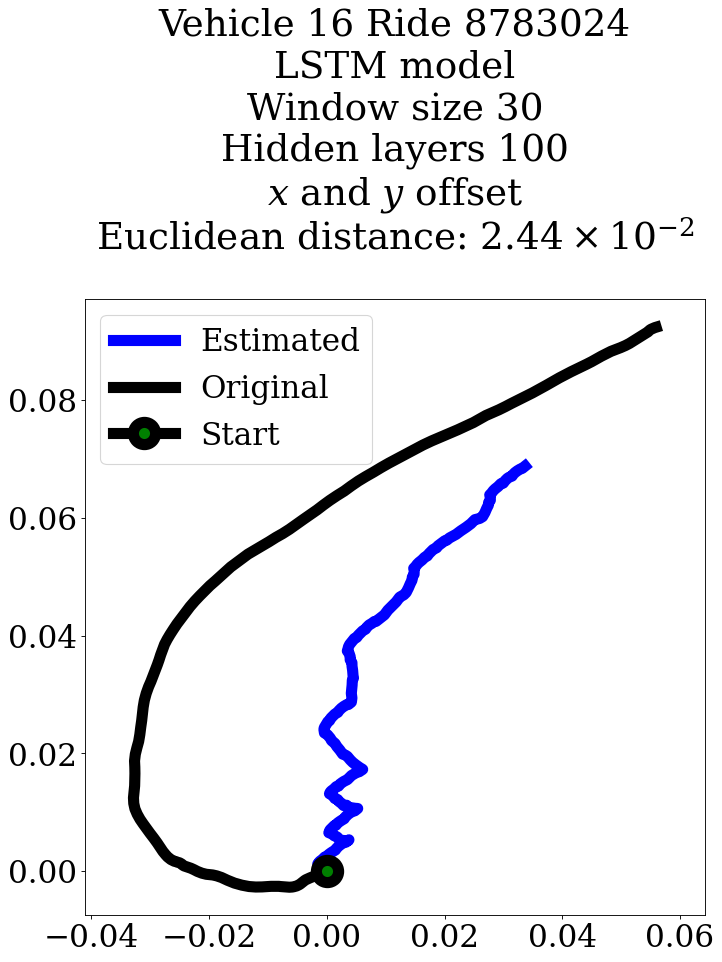 Vehicle 16 Ride 8783024
LSTM model
Window size 30
Hidden layers 100
x and y offset
Euclidean distance: 2.44 × 10⁻²
Estimated
Original
Start
0.08
0.06
0.04
0.02
0.00
−0.04 −0.02 0.00 0.02 0.04 0.06